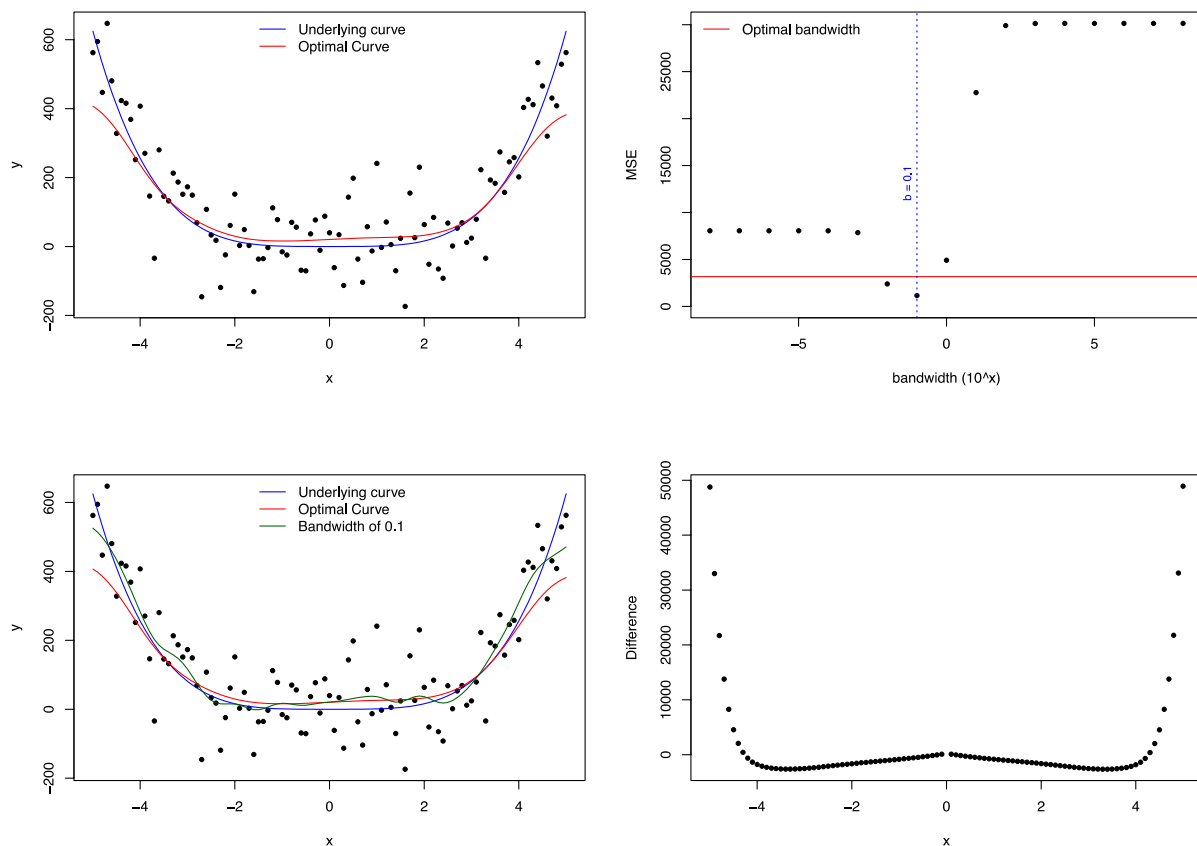 Underlying curve
Optimal Curve
y
600
400
200
0
−200
−4
−2
0
2
4
x
Optimal bandwidth
b = 0.1
MSE
25000
15000
5000
0
−5
0
5
bandwidth (10^x)
Underlying curve
Optimal Curve
Bandwidth of 0.1
y
600
400
200
0
−200
−4
−2
0
2
4
x
Difference
50000
40000
30000
20000
10000
0
−4
−2
0
2
4
x